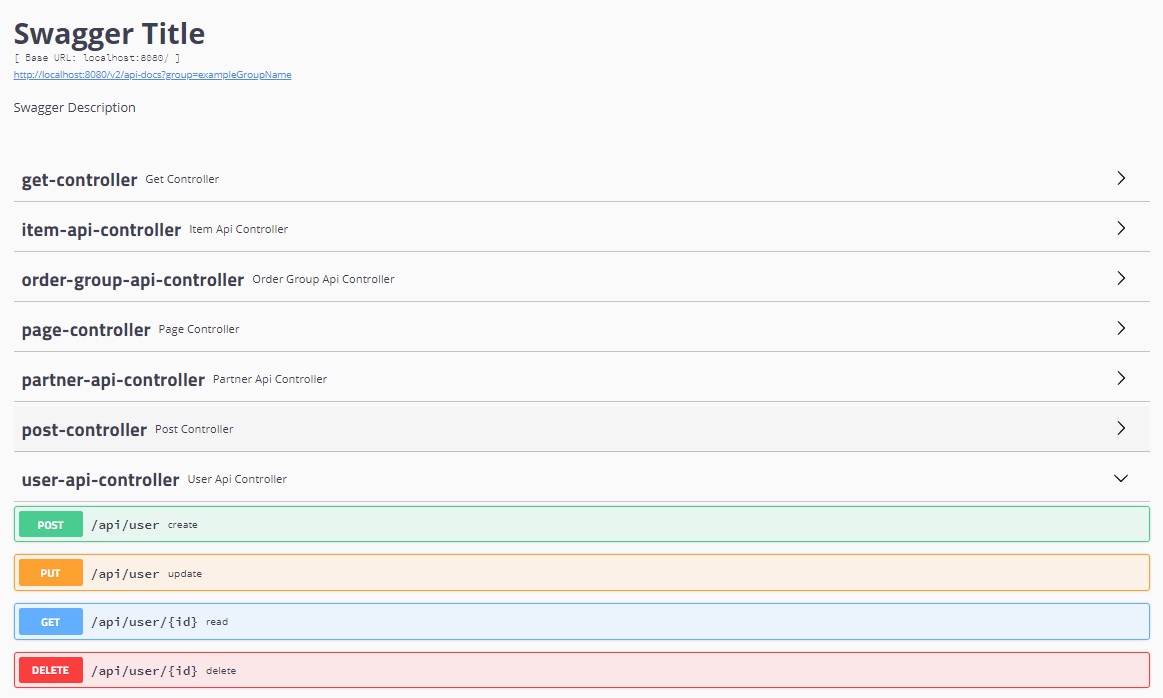 Swagger Title
[ Base URL: localhost:8080/ ]
http://localhost:8080/v2/api-docs?group=exampleGroupName
Swagger Description
get-controller Get Controller
item-api-controller Item Api Controller
order-group-api-controller Order Group Api Controller
page-controller Page Controller
partner-api-controller Partner Api Controller
post-controller Post Controller
user-api-controller User Api Controller
POST /api/user create
PUT /api/user update
GET /api/user/{id} read
DELETE /api/user/{id} delete